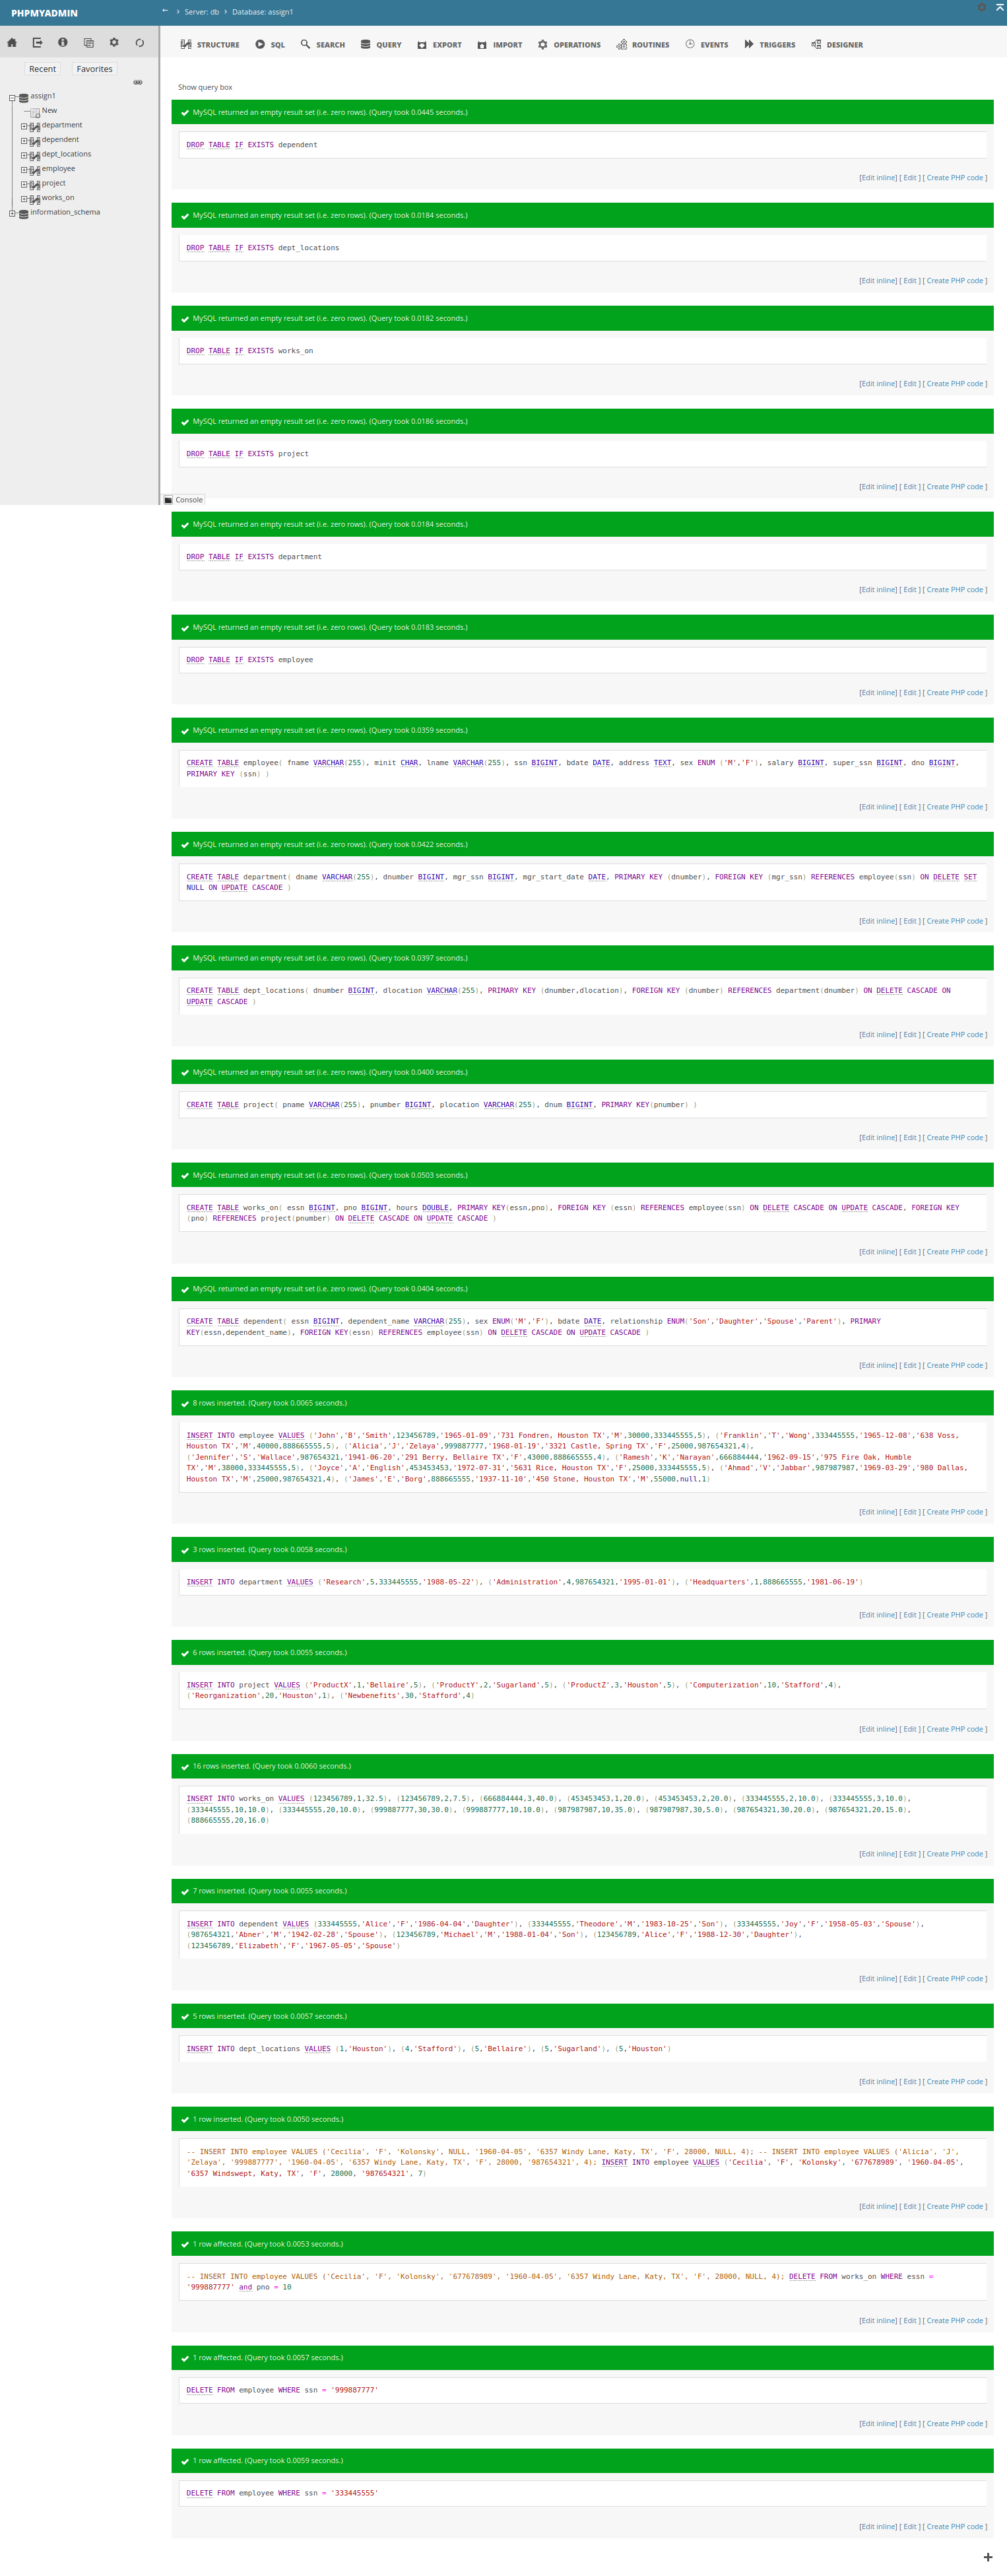 PHPMYADMIN
← › Server: db › Database: assign1
Recent Favorites
assign1
New
department
dependent
dept_locations
employee
project
works_on
information_schema
STRUCTURE SQL SEARCH QUERY EXPORT IMPORT OPERATIONS ROUTINES EVENTS TRIGGERS DESIGNER
Show query box
MySQL returned an empty result set (i.e. zero rows). (Query took 0.0445 seconds.)
DROP TABLE IF EXISTS dependent
[Edit inline] [ Edit ] [ Create PHP code ]
MySQL returned an empty result set (i.e. zero rows). (Query took 0.0184 seconds.)
DROP TABLE IF EXISTS dept_locations
[Edit inline] [ Edit ] [ Create PHP code ]
MySQL returned an empty result set (i.e. zero rows). (Query took 0.0182 seconds.)
DROP TABLE IF EXISTS works_on
[Edit inline] [ Edit ] [ Create PHP code ]
MySQL returned an empty result set (i.e. zero rows). (Query took 0.0186 seconds.)
DROP TABLE IF EXISTS project
[Edit inline] [ Edit ] [ Create PHP code ]
Console
MySQL returned an empty result set (i.e. zero rows). (Query took 0.0184 seconds.)
DROP TABLE IF EXISTS department
[Edit inline] [ Edit ] [ Create PHP code ]
MySQL returned an empty result set (i.e. zero rows). (Query took 0.0183 seconds.)
DROP TABLE IF EXISTS employee
[Edit inline] [ Edit ] [ Create PHP code ]
MySQL returned an empty result set (i.e. zero rows). (Query took 0.0359 seconds.)
CREATE TABLE employee( fname VARCHAR(255), minit CHAR, lname VARCHAR(255), ssn BIGINT, bdate DATE, address TEXT, sex ENUM ('M','F'), salary BIGINT, super_ssn BIGINT, dno BIGINT,
PRIMARY KEY (ssn) )
[Edit inline] [ Edit ] [ Create PHP code ]
MySQL returned an empty result set (i.e. zero rows). (Query took 0.0422 seconds.)
CREATE TABLE department( dname VARCHAR(255), dnumber BIGINT, mgr_ssn BIGINT, mgr_start_date DATE, PRIMARY KEY (dnumber), FOREIGN KEY (mgr_ssn) REFERENCES employee(ssn) ON DELETE SET
NULL ON UPDATE CASCADE )
[Edit inline] [ Edit ] [ Create PHP code ]
MySQL returned an empty result set (i.e. zero rows). (Query took 0.0397 seconds.)
CREATE TABLE dept_locations( dnumber BIGINT, dlocation VARCHAR(255), PRIMARY KEY (dnumber,dlocation), FOREIGN KEY (dnumber) REFERENCES department(dnumber) ON DELETE CASCADE ON
UPDATE CASCADE )
[Edit inline] [ Edit ] [ Create PHP code ]
MySQL returned an empty result set (i.e. zero rows). (Query took 0.0400 seconds.)
CREATE TABLE project( pname VARCHAR(255), pnumber BIGINT, plocation VARCHAR(255), dnum BIGINT, PRIMARY KEY(pnumber) )
[Edit inline] [ Edit ] [ Create PHP code ]
MySQL returned an empty result set (i.e. zero rows). (Query took 0.0503 seconds.)
CREATE TABLE works_on( essn BIGINT, pno BIGINT, hours DOUBLE, PRIMARY KEY(essn,pno), FOREIGN KEY (essn) REFERENCES employee(ssn) ON DELETE CASCADE ON UPDATE CASCADE, FOREIGN KEY
(pno) REFERENCES project(pnumber) ON DELETE CASCADE ON UPDATE CASCADE )
[Edit inline] [ Edit ] [ Create PHP code ]
MySQL returned an empty result set (i.e. zero rows). (Query took 0.0404 seconds.)
CREATE TABLE dependent( essn BIGINT, dependent_name VARCHAR(255), sex ENUM('M','F'), bdate DATE, relationship ENUM('Son','Daughter','Spouse','Parent'), PRIMARY
KEY(essn,dependent_name), FOREIGN KEY(essn) REFERENCES employee(ssn) ON DELETE CASCADE ON UPDATE CASCADE )
[Edit inline] [ Edit ] [ Create PHP code ]
8 rows inserted. (Query took 0.0065 seconds.)
INSERT INTO employee VALUES ('John','B','Smith',123456789,'1965-01-09','731 Fondren, Houston TX','M',30000,333445555,5), ('Franklin','T','Wong',333445555,'1965-12-08','638 Voss,
Houston TX','M',40000,888665555,5), ('Alicia','J','Zelaya',999887777,'1968-01-19','3321 Castle, Spring TX','F',25000,987654321,4),
('Jennifer','S','Wallace',987654321,'1941-06-20','291 Berry, Bellaire TX','F',43000,888665555,4), ('Ramesh','K','Narayan',666884444,'1962-09-15','975 Fire Oak, Humble
TX','M',38000,333445555,5), ('Joyce','A','English',453453453,'1972-07-31','5631 Rice, Houston TX','F',25000,333445555,5), ('Ahmad','V','Jabbar',987987987,'1969-03-29','980 Dallas,
Houston TX','M',25000,987654321,4), ('James','E','Borg',888665555,'1937-11-10','450 Stone, Houston TX','M',55000,null,1)
[Edit inline] [ Edit ] [ Create PHP code ]
3 rows inserted. (Query took 0.0058 seconds.)
INSERT INTO department VALUES ('Research',5,333445555,'1988-05-22'), ('Administration',4,987654321,'1995-01-01'), ('Headquarters',1,888665555,'1981-06-19')
[Edit inline] [ Edit ] [ Create PHP code ]
6 rows inserted. (Query took 0.0055 seconds.)
INSERT INTO project VALUES ('ProductX',1,'Bellaire',5), ('ProductY',2,'Sugarland',5), ('ProductZ',3,'Houston',5), ('Computerization',10,'Stafford',4),
('Reorganization',20,'Houston',1), ('Newbenefits',30,'Stafford',4)
[Edit inline] [ Edit ] [ Create PHP code ]
16 rows inserted. (Query took 0.0060 seconds.)
INSERT INTO works_on VALUES (123456789,1,32.5), (123456789,2,7.5), (666884444,3,40.0), (453453453,1,20.0), (453453453,2,20.0), (333445555,2,10.0), (333445555,3,10.0),
(333445555,10,10.0), (333445555,20,10.0), (999887777,30,30.0), (999887777,10,10.0), (987987987,10,35.0), (987987987,30,5.0), (987654321,30,20.0), (987654321,20,15.0),
(888665555,20,16.0)
[Edit inline] [ Edit ] [ Create PHP code ]
7 rows inserted. (Query took 0.0055 seconds.)
INSERT INTO dependent VALUES (333445555,'Alice','F','1986-04-04','Daughter'), (333445555,'Theodore','M','1983-10-25','Son'), (333445555,'Joy','F','1958-05-03','Spouse'),
(987654321,'Abner','M','1942-02-28','Spouse'), (123456789,'Michael','M','1988-01-04','Son'), (123456789,'Alice','F','1988-12-30','Daughter'),
(123456789,'Elizabeth','F','1967-05-05','Spouse')
[Edit inline] [ Edit ] [ Create PHP code ]
5 rows inserted. (Query took 0.0057 seconds.)
INSERT INTO dept_locations VALUES (1,'Houston'), (4,'Stafford'), (5,'Bellaire'), (5,'Sugarland'), (5,'Houston')
[Edit inline] [ Edit ] [ Create PHP code ]
1 row inserted. (Query took 0.0050 seconds.)
-- INSERT INTO employee VALUES ('Cecilia', 'F', 'Kolonsky', NULL, '1960-04-05', '6357 Windy Lane, Katy, TX', 'F', 28000, NULL, 4); -- INSERT INTO employee VALUES ('Alicia', 'J',
'Zelaya', '999887777', '1960-04-05', '6357 Windy Lane, Katy, TX', 'F', 28000, '987654321', 4); INSERT INTO employee VALUES ('Cecilia', 'F', 'Kolonsky', '677678989', '1960-04-05',
'6357 Windswept, Katy, TX', 'F', 28000, '987654321', 7)
[Edit inline] [ Edit ] [ Create PHP code ]
1 row affected. (Query took 0.0053 seconds.)
-- INSERT INTO employee VALUES ('Cecilia', 'F', 'Kolonsky', '677678989', '1960-04-05', '6357 Windy Lane, Katy, TX', 'F', 28000, NULL, 4); DELETE FROM works_on WHERE essn =
'999887777' and pno = 10
[Edit inline] [ Edit ] [ Create PHP code ]
1 row affected. (Query took 0.0057 seconds.)
DELETE FROM employee WHERE ssn = '999887777'
[Edit inline] [ Edit ] [ Create PHP code ]
1 row affected. (Query took 0.0059 seconds.)
DELETE FROM employee WHERE ssn = '333445555'
[Edit inline] [ Edit ] [ Create PHP code ]